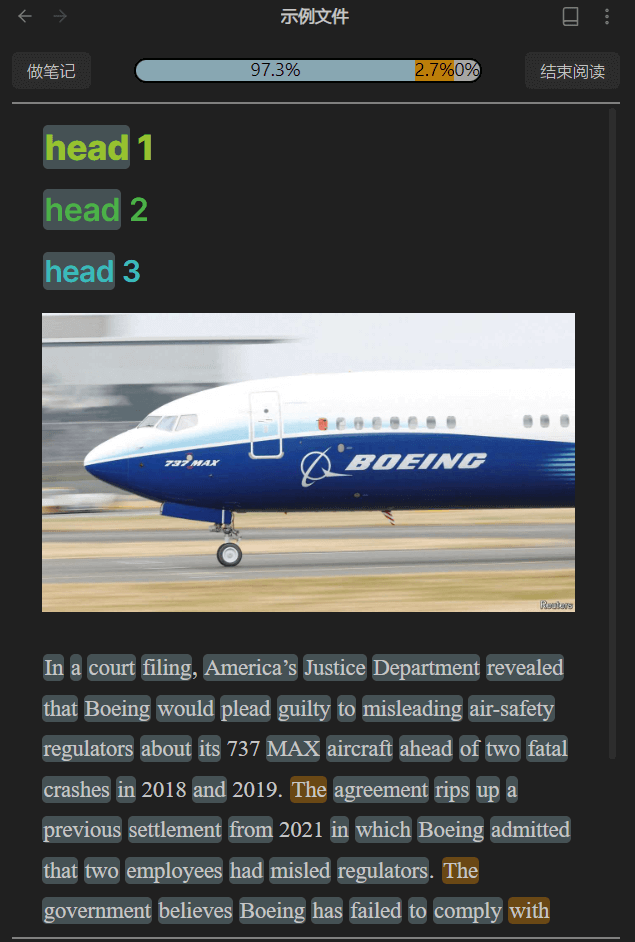 示例文件
做笔记
97.3% 2.7% 0%
结束阅读
head 1
head 2
head 3
737 MAX
BOEING
Reuters
In a court filing, America’s Justice Department revealed
that Boeing would plead guilty to misleading air-safety
regulators about its 737 MAX aircraft ahead of two fatal
crashes in 2018 and 2019. The agreement rips up a
previous settlement from 2021 in which Boeing admitted
that two employees had misled regulators. The
government believes Boeing has failed to comply with